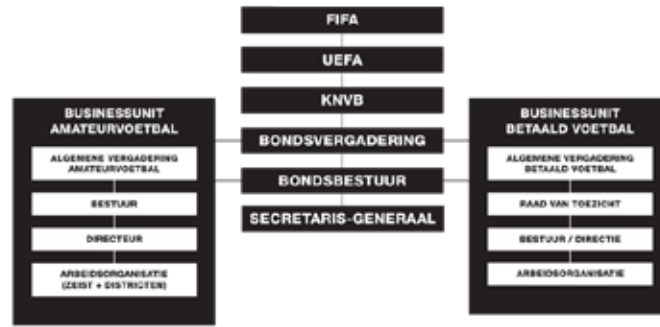 FIFA
UEFA
KNVB
BONDSVERGADERING
BONDSBESTUUR
SECRETARIS-GENERAAL
BUSINESSUNIT
AMATEURVOETBAL
ALGEMENE VERGADERING
AMATEURVOETBAL
BESTUUR
DIRECTEUR
ARBEIDSORGANISATIE
(ZEIST + DISTRICTEN)
BUSINESSUNIT
BETAALD VOETBAL
ALGEMENE VERGADERING
BETAALD VOETBAL
RAAD VAN TOEZICHT
BESTUUR / DIRECTIE
ARBEIDSORGANISATIE